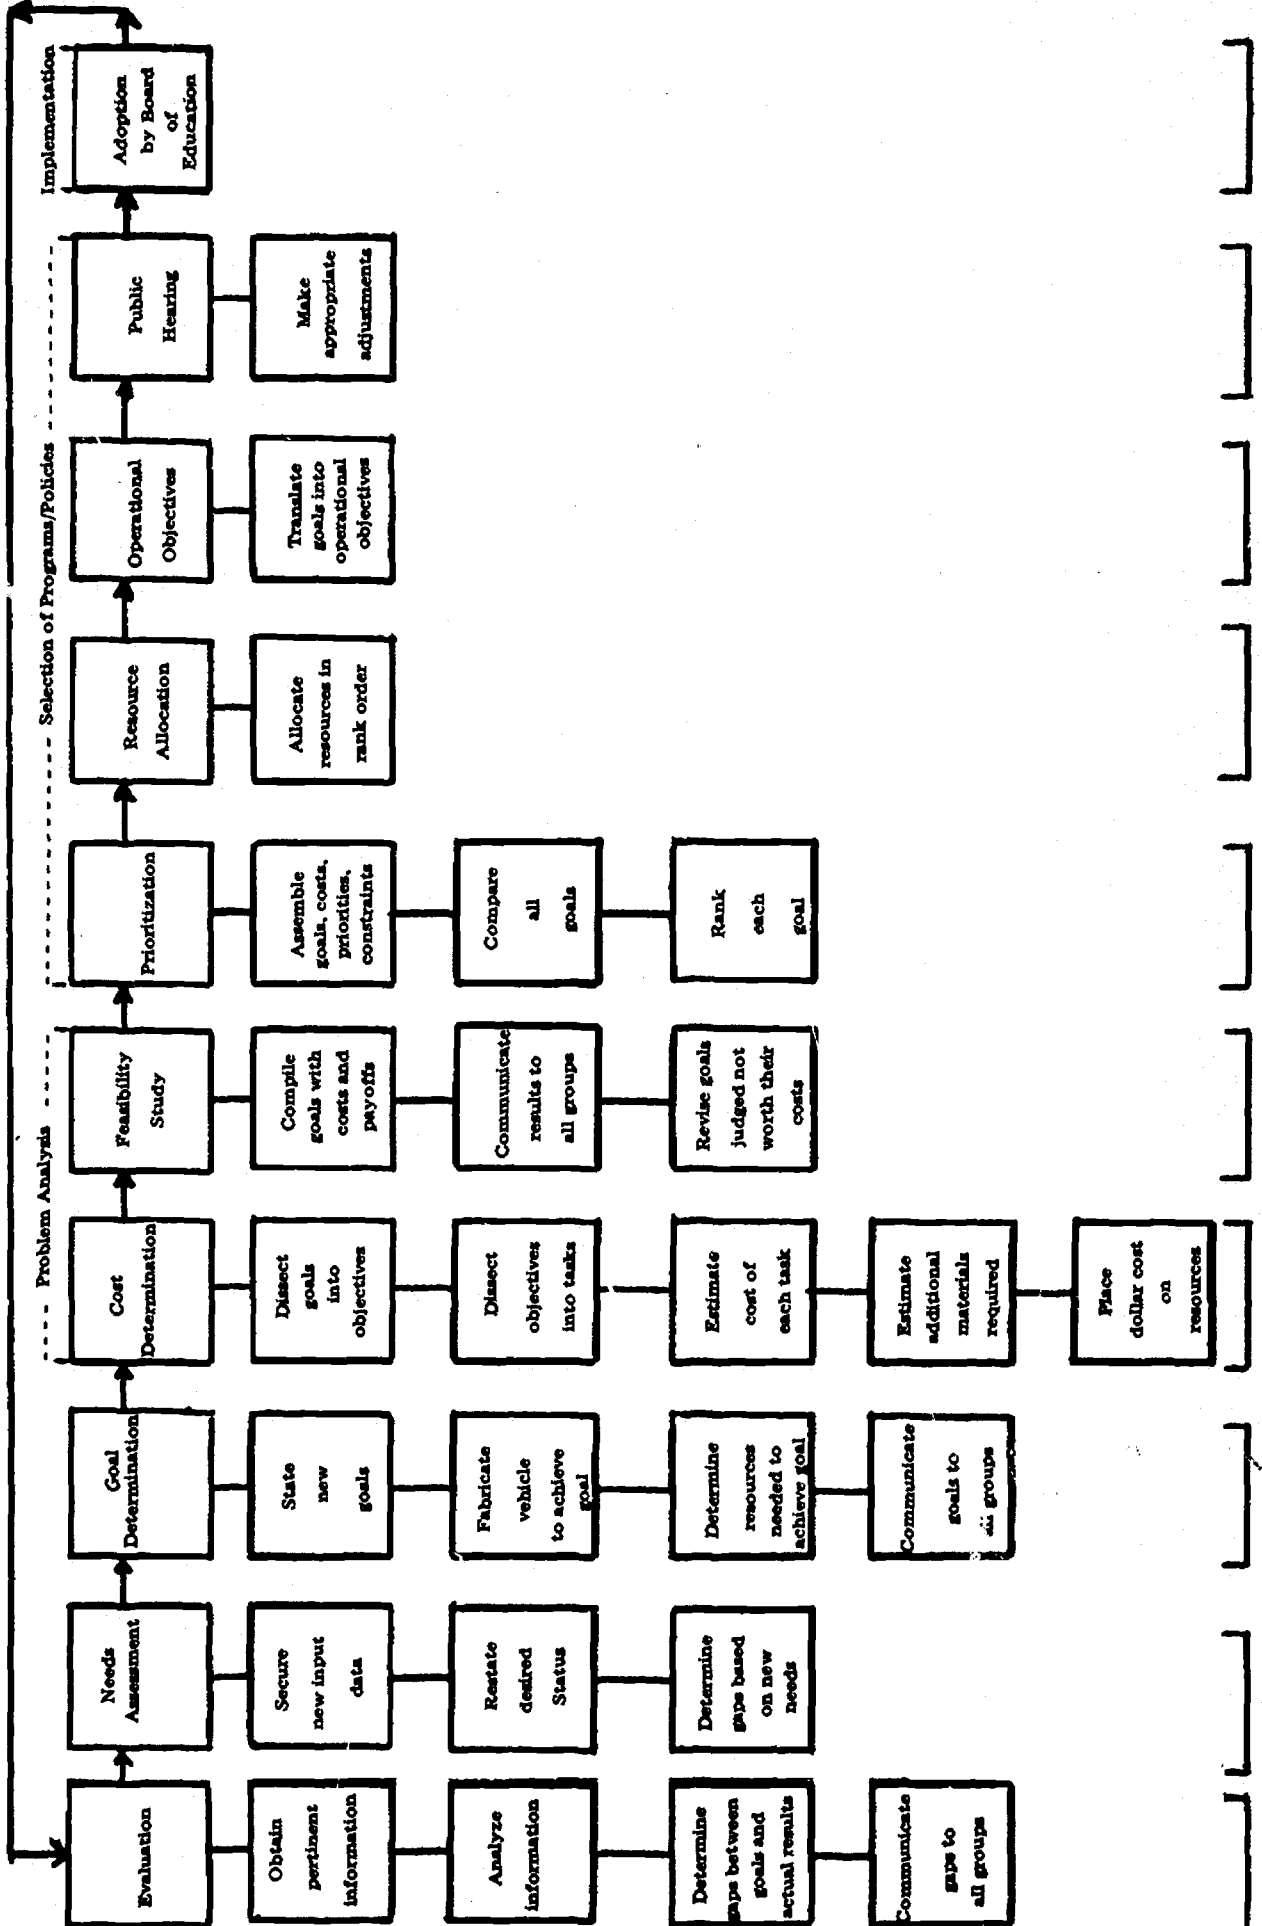 ---- Problem Analysis -----
-------- Selection of Programs/Policies --------
Implementation
Evaluation
Obtain
pertinent
information
Analyze
information
Determine
gaps between
goals and
actual results
Communicate
gaps to
all groups
Needs
Assessment
Secure
new input
data
Restate
desired
Status
Determine
gaps based
on new
needs
Goal
Determination
State
new
goals
Fabricate
vehicle
to achieve
goal
Determine
resources
needed to
achieve goal
Communicate
goals to
groups
Cost
Determination
Dissect
goals
into
objectives
Dissect
objectives
into tasks
Estimate
cost of
each task
Estimate
additional
materials
required
Place
dollar cost
on
resources
Feasibility
Study
Compile
goals with
costs and
payoffs
Communicate
results to
all groups
Revise goals
judged not
worth their
costs
Prioritization
Assemble
goals, costs,
priorities,
constraints
Compare
all
goals
Rank
each
goal
Resource
Allocation
Allocate
resources in
rank order
Operational
Objectives
Translate
goals into
operational
objectives
Public
Hearing
Make
appropriate
adjustments
Adoption
by Board
of
Education